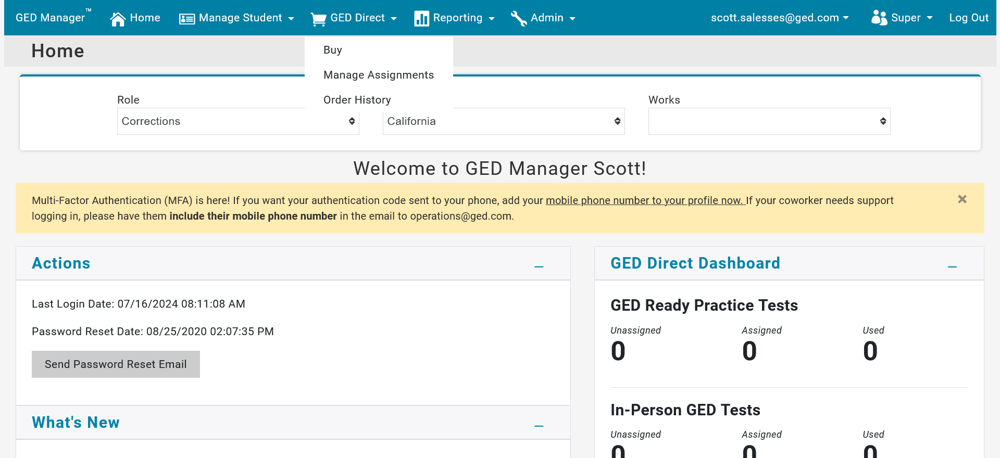 GED Manager™ Home Manage Student GED Direct Reporting Admin scott.salesses@ged.com Super Log Out
Home
Buy
Manage Assignments
Order History
Role
Works
Corrections
California
Welcome to GED Manager Scott!
Multi-Factor Authentication (MFA) is here! If you want your authentication code sent to your phone, add your mobile phone number to your profile now. If your coworker needs support
logging in, please have them include their mobile phone number in the email to operations@ged.com.
Actions
Last Login Date: 07/16/2024 08:11:08 AM
Password Reset Date: 08/25/2020 02:07:35 PM
Send Password Reset Email
What's New
GED Direct Dashboard
GED Ready Practice Tests
Unassigned Assigned Used
0 0 0
In-Person GED Tests
Unassigned Assigned Used
0 0 0